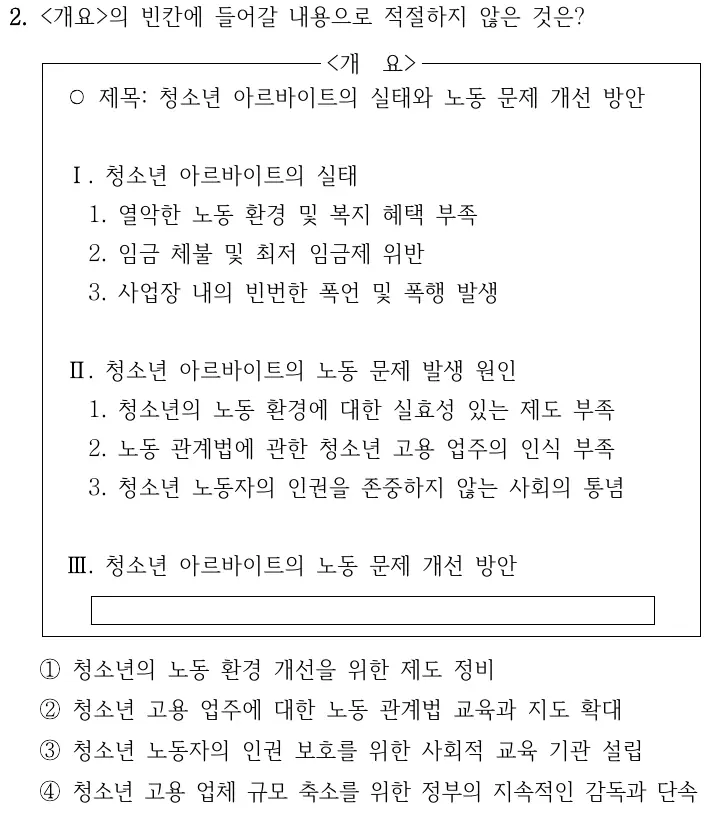 2. <개요>의 빈칸에 들어갈 내용으로 적절하지 않은 것은?
<개 요>
○ 제목: 청소년 아르바이트의 실태와 노동 문제 개선 방안
Ⅰ. 청소년 아르바이트의 실태
1. 열악한 노동 환경 및 복지 혜택 부족
2. 임금 체불 및 최저 임금제 위반
3. 사업장 내의 빈번한 폭언 및 폭행 발생
Ⅱ. 청소년 아르바이트의 노동 문제 발생 원인
1. 청소년의 노동 환경에 대한 실효성 있는 제도 부족
2. 노동 관계법에 관한 청소년 고용 업주의 인식 부족
3. 청소년 노동자의 인권을 존중하지 않는 사회의 통념
Ⅲ. 청소년 아르바이트의 노동 문제 개선 방안
① 청소년의 노동 환경 개선을 위한 제도 정비
② 청소년 고용 업주에 대한 노동 관계법 교육과 지도 확대
③ 청소년 노동자의 인권 보호를 위한 사회적 교육 기관 설립
④ 청소년 고용 업체 규모 축소를 위한 정부의 지속적인 감독과 단속